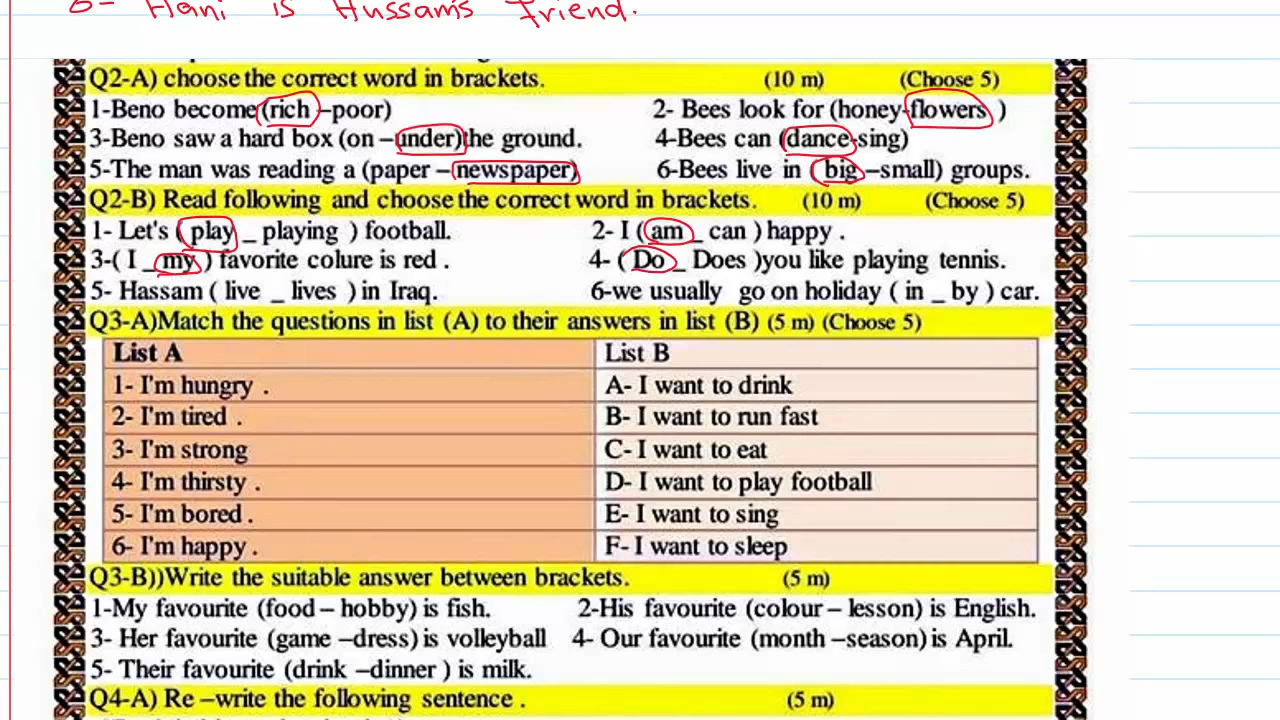 6- Hani is Hussam's friend.
Q2-A) choose the correct word in brackets. (10 m) (Choose 5)
1-Beno become (rich –poor) 2- Bees look for (honey-flowers )
3-Beno saw a hard box (on –under)the ground. 4-Bees can (dance-sing)
5-The man was reading a (paper – newspaper) 6-Bees live in (big –small) groups.
Q2-B) Read following and choose the correct word in brackets. (10 m) (Choose 5)
1- Let's ( play _ playing ) football. 2- I ( am _ can ) happy .
3-( I _ my ) favorite colure is red . 4- ( Do _ Does )you like playing tennis.
5- Hassam ( live _ lives ) in Iraq. 6-we usually go on holiday ( in _ by ) car.
Q3-A)Match the questions in list (A) to their answers in list (B) (5 m) (Choose 5)
List A List B
1- I'm hungry . A- I want to drink
2- I'm tired . B- I want to run fast
3- I'm strong C- I want to eat
4- I'm thirsty . D- I want to play football
5- I'm bored . E- I want to sing
6- I'm happy . F- I want to sleep
Q3-B))Write the suitable answer between brackets. (5 m)
1-My favourite (food – hobby) is fish. 2-His favourite (colour – lesson) is English.
3- Her favourite (game –dress) is volleyball 4- Our favourite (month –season) is April.
5- Their favourite (drink –dinner ) is milk.
Q4-A) Re –write the following sentence . (5 m)